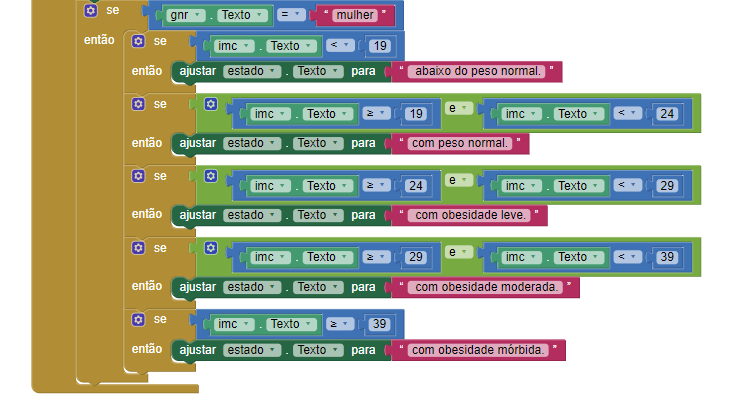 se gnr . Texto = " mulher "
então se imc . Texto < 19
então ajustar estado . Texto para " abaixo do peso normal. "
se imc . Texto ≥ 19 e imc . Texto < 24
então ajustar estado . Texto para " com peso normal. "
se imc . Texto ≥ 24 e imc . Texto < 29
então ajustar estado . Texto para " com obesidade leve. "
se imc . Texto ≥ 29 e imc . Texto < 39
então ajustar estado . Texto para " com obesidade moderada. "
se imc . Texto ≥ 39
então ajustar estado . Texto para " com obesidade mórbida. "